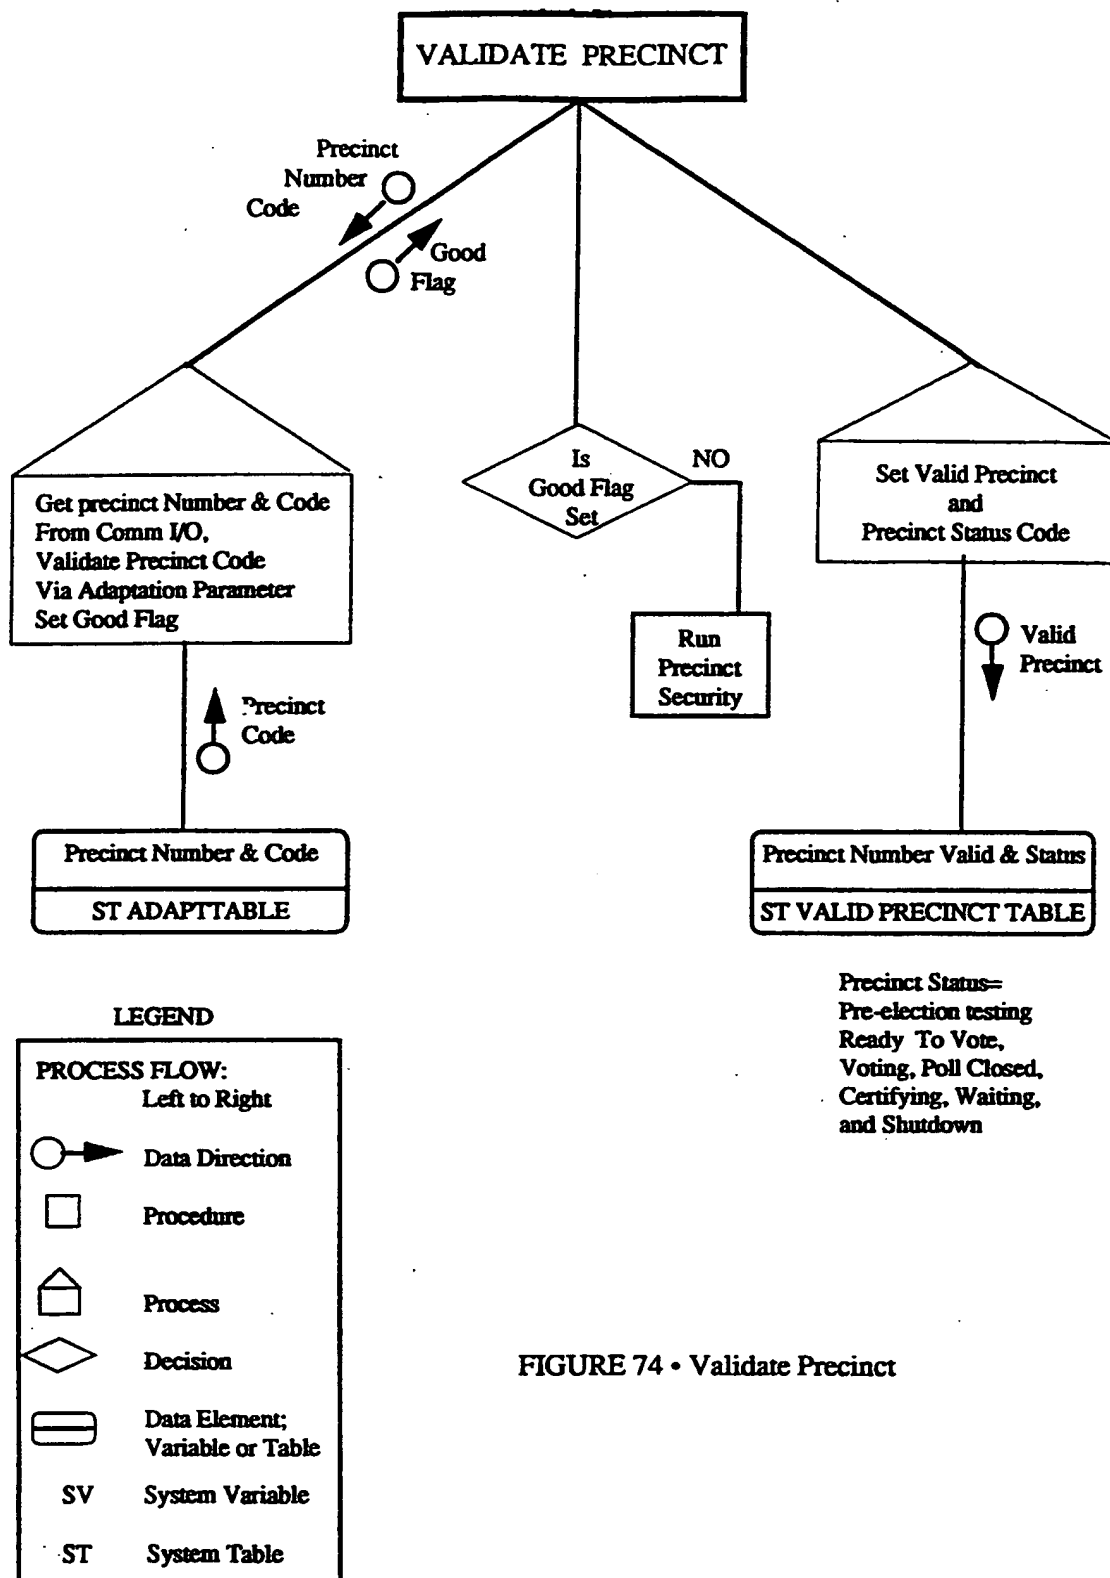 VALIDATE PRECINCT
Precinct
Number
Code
Good
Flag
Get precinct Number & Code
From Comm I/O,
Validate Precinct Code
Via Adaptation Parameter
Set Good Flag
Is
Good Flag
Set
NO
Run
Precinct
Security
Set Valid Precinct
and
Precinct Status Code
Valid
Precinct
Precinct
Code
Precinct Number & Code
ST ADAPTTABLE
Precinct Number Valid & Status
ST VALID PRECINCT TABLE
Precinct Status=
Pre-election testing
Ready To Vote,
Voting, Poll Closed,
Certifying, Waiting,
and Shutdown
LEGEND
PROCESS FLOW:
Left to Right
Data Direction
Procedure
Process
Decision
Data Element;
Variable or Table
SV System Variable
ST System Table
FIGURE 74 • Validate Precinct